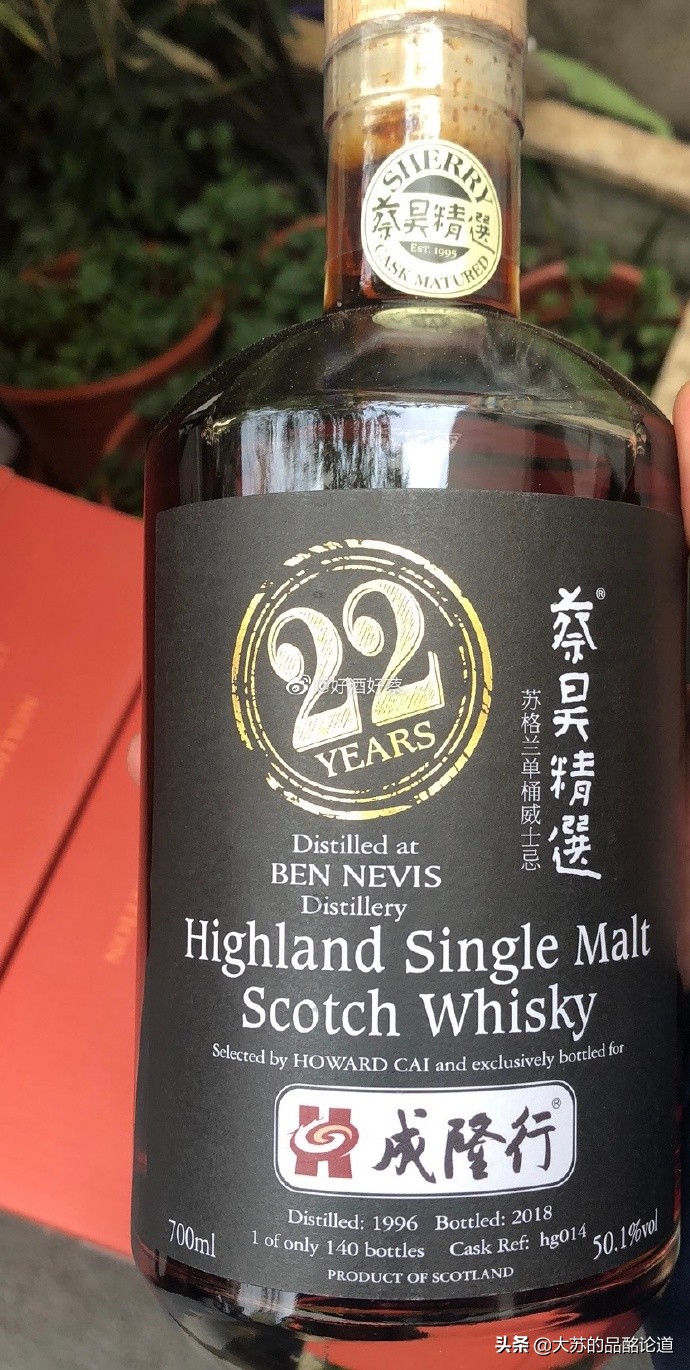 SHERRY
蔡昊精選
EST. 1995
CASK MATURED
22
YEARS
@好酒好蔡
蔡昊精選®
苏格兰单桶威士忌
Distilled at
BEN NEVIS
Distillery
Highland Single Malt
Scotch Whisky
Selected by HOWARD CAI and exclusively bottled for
成隆行®
Distilled: 1996 Bottled: 2018
700ml 1 of only 140 bottles Cask Ref: hg014 50.1%vol
PRODUCT OF SCOTLAND
头条 @大苏的品酩论道